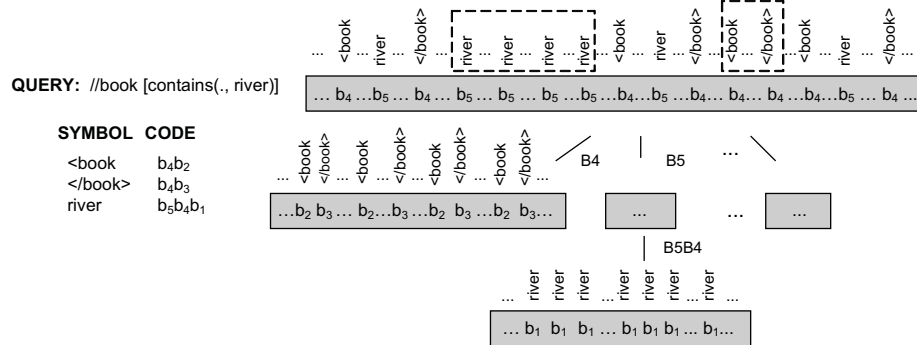 ... <book ... river ... </book> ... river ... river ... river ... river ... <book ... river ... </book> ... <book ... </book> ... <book ... river ... </book> ...
QUERY: //book [contains(., river)]
... b4 ...b5 ... b4 ... b5 ... b5 ... b5 ... b5 ...b4... b5 ... b4 ... b4... b4 ...b4...b5 ... b4 ...
SYMBOL CODE
<book b4b2
</book> b4b3
river b5b4b1
... <book </book> ... <book ... </book> ... <book </book> ... <book </book> ...
B4 B5 ...
...b2 b3 ... b2...b3 ...b2 b3 ...b2 b3...
... ... ...
B5B4
... river river river ... river river river ... river ...
... b1 b1 b1 ... b1 b1 b1 ... b1...